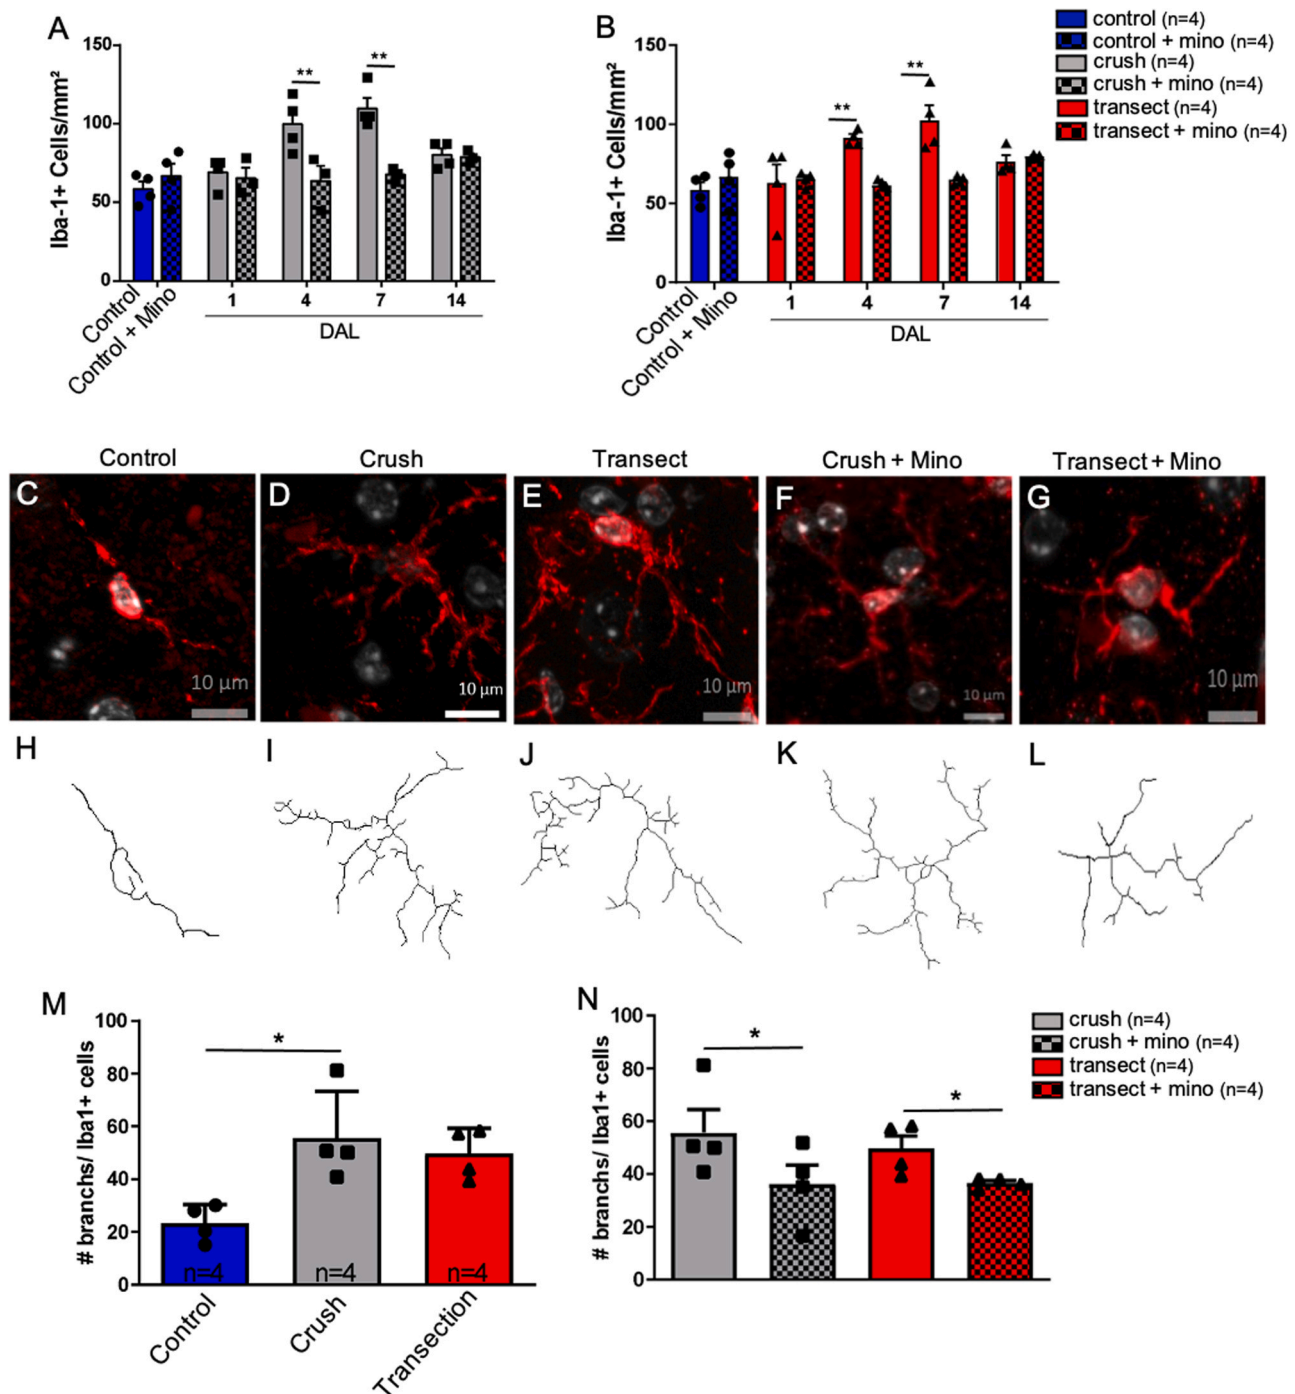 A
150
100
50
0
Iba-1+ Cells/mm²
**
**
Control
Control + Mino
1
4
7
14
DAL
B
150
100
50
0
Iba-1+ Cells/mm²
**
**
Control
Control + Mino
1
4
7
14
DAL
control (n=4)
control + mino (n=4)
crush (n=4)
crush + mino (n=4)
transect (n=4)
transect + mino (n=4)
Control
Crush
Transect
Crush + Mino
Transect + Mino
C
10 µm
D
10 µm
E
10 µm
F
10 µm
G
10 µm
H
I
J
K
L
M
100
80
60
40
20
0
# branchs/ Iba1+ cells
*
n=4
n=4
n=4
Control
Crush
Transection
N
100
80
60
40
20
0
# branchs/ Iba1+ cells
*
*
crush (n=4)
crush + mino (n=4)
transect (n=4)
transect + mino (n=4)